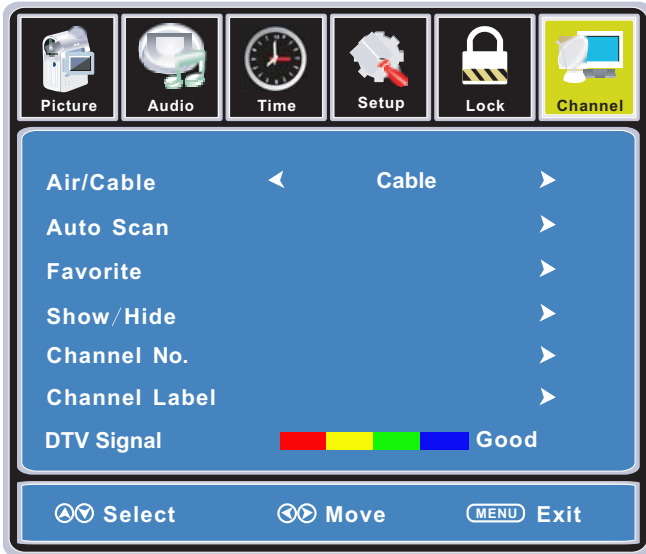 Picture Audio Time Setup Lock Channel
Air/Cable Cable
Auto Scan
Favorite
Show/Hide
Channel No.
Channel Label
DTV Signal Good
Select Move MENU Exit